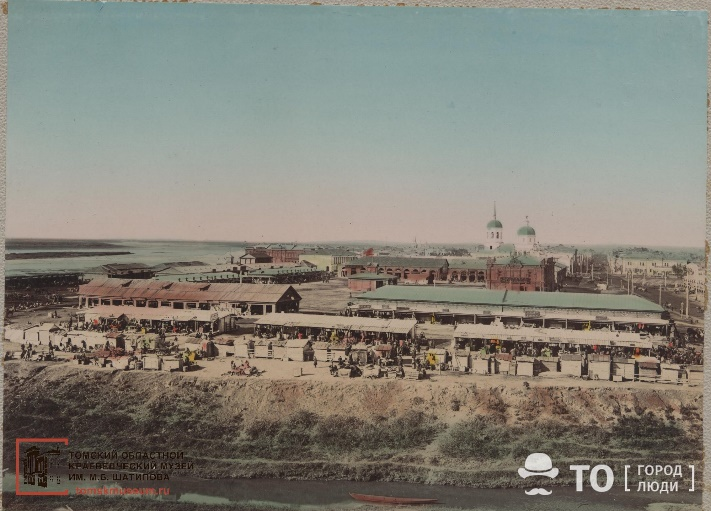 ТОМСКИЙ ОБЛАСТНОЙ
КРАЕВЕДЧЕСКИЙ МУЗЕЙ
ИМ. М.Б. ШАТИЛОВА
ТО [ГОРОД ЛЮДИ]